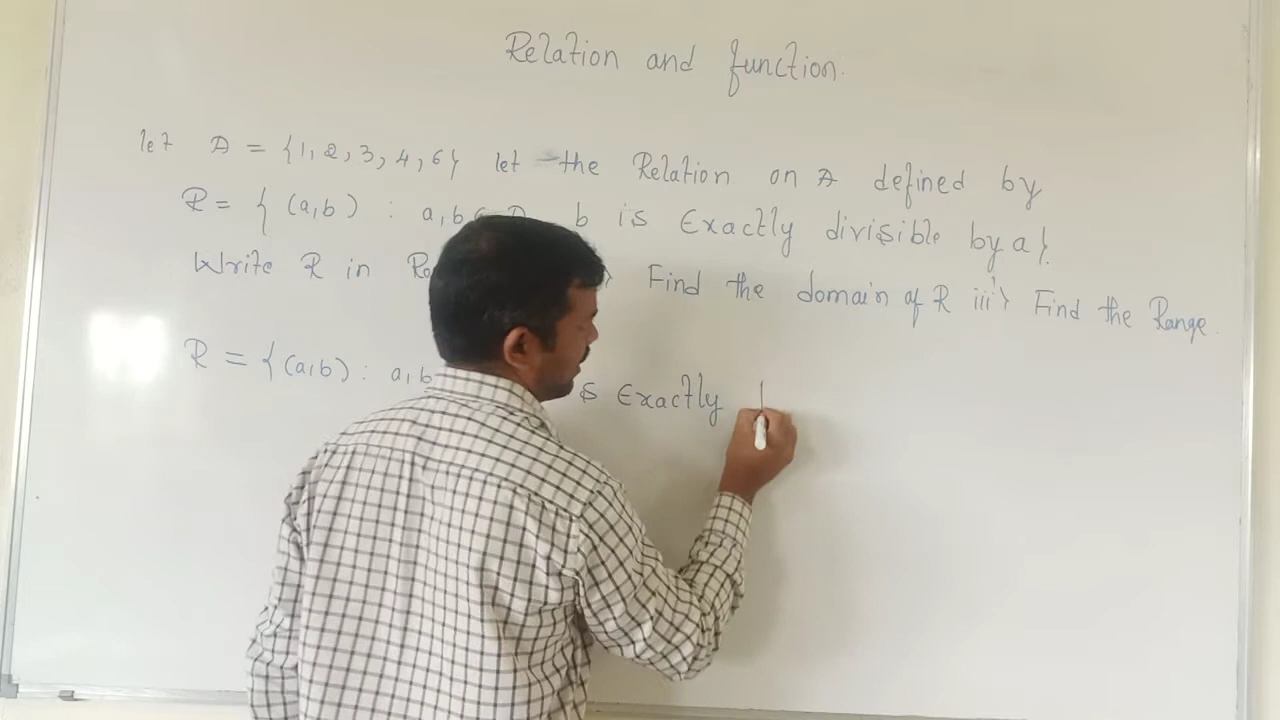 Relation and function.
let A = {1, 2, 3, 4, 6} let the Relation on A defined by
R = { (a,b) : a,b b is Exactly divisible by a}.
Write R in Find the domain of R iii} Find the Range.
R = {(a,b) : a,b is Exactly